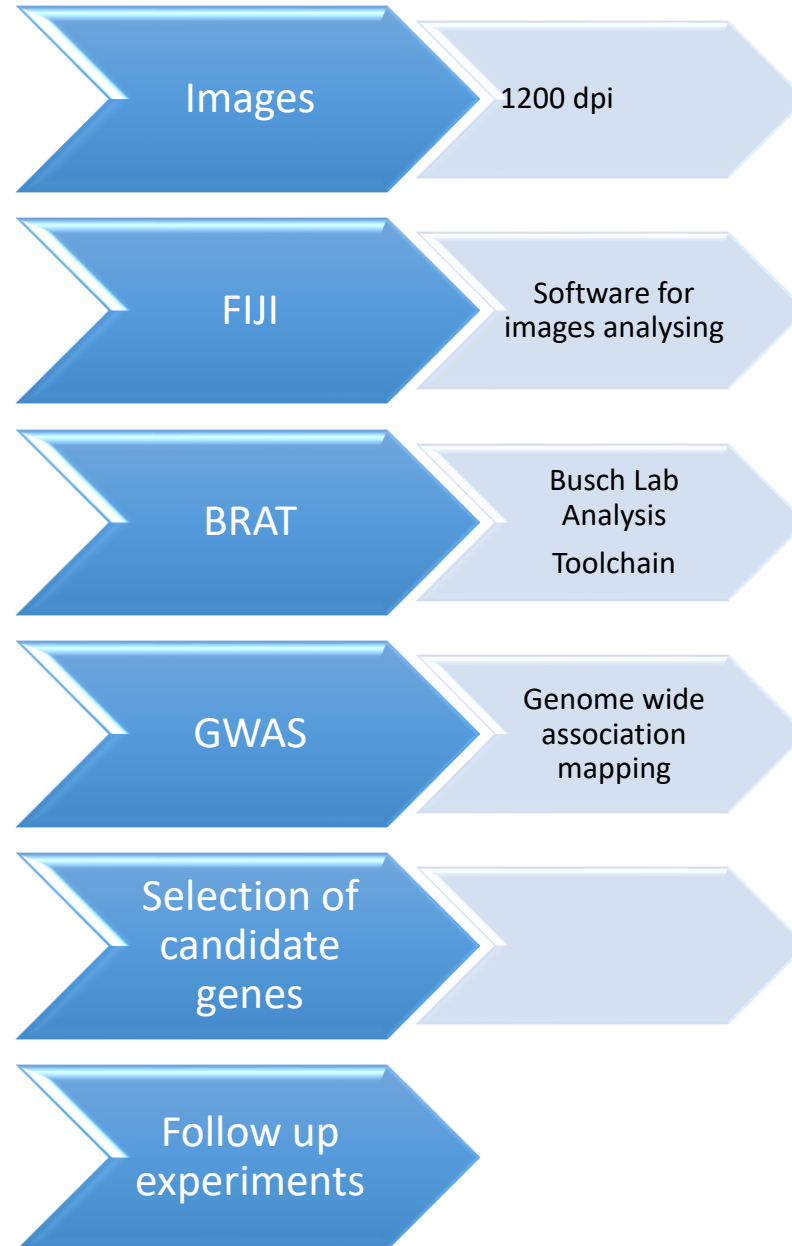 Images
1200 dpi
FIJI
Software for
images analysing
BRAT
Busch Lab
Analysis
Toolchain
GWAS
Genome wide
association
mapping
Selection of
candidate
genes
Follow up
experiments